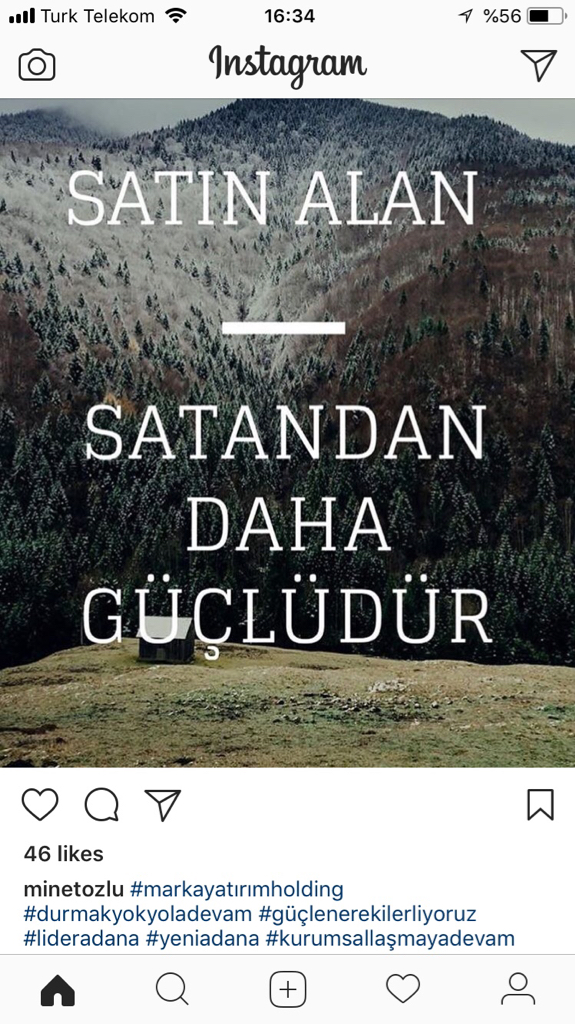 Turk Telekom 16:34 %56
Instagram
SATIN ALAN
SATANDAN
DAHA
GÜÇLÜDÜR
46 likes
minetozlu #markayatırımholding
#durmakyokyoladevam #güçlenerekilerliyoruz
#lideradana #yeniadana #kurumsallaşmayadevam